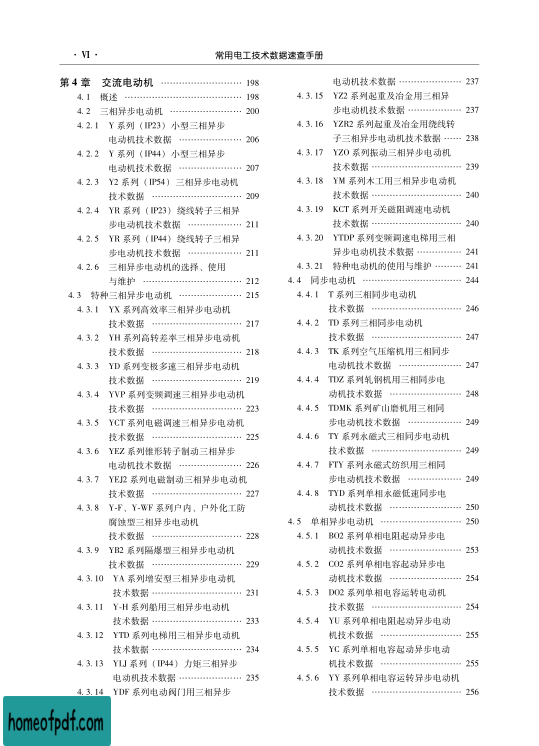 · Ⅵ · 常用电工技术数据速查手册
第 4 章 交流电动机 ………………………… 198
4. 1 概述 ………………………………… 198
4. 2 三相异步电动机 …………………… 200
4. 2. 1 Y 系列（IP23）小型三相异步
电动机技术数据 ………………… 206
4. 2. 2 Y 系列（IP44）小型三相异步
电动机技术数据 ………………… 207
4. 2. 3 Y2 系列（IP54）三相异步电动机
技术数据 ………………………… 209
4. 2. 4 YR 系列（IP23）绕线转子三相异
步电动机技术数据 ……………… 211
4. 2. 5 YR 系列（IP44）绕线转子三相异
步电动机技术数据 ……………… 211
4. 2. 6 三相异步电动机的选择、使用
与维护 …………………………… 212
4. 3 特种三相异步电动机 ……………… 215
4. 3. 1 YX 系列高效率三相异步电动机
技术数据 ………………………… 217
4. 3. 2 YH 系列高转差率三相异步电动机
技术数据 ………………………… 218
4. 3. 3 YD 系列变极多速三相异步电动机
技术数据 ………………………… 219
4. 3. 4 YVP 系列变频调速三相异步电动机
技术数据 ………………………… 223
4. 3. 5 YCT 系列电磁调速三相异步电动机
技术数据 ………………………… 225
4. 3. 6 YEZ 系列锥形转子制动三相异步
电动机技术数据 ………………… 226
4. 3. 7 YEJ2 系列电磁制动三相异步电动机
技术数据 ………………………… 227
4. 3. 8 Y-F、Y-WF 系列户内、户外化工防
腐蚀型三相异步电动机
技术数据 ………………………… 228
4. 3. 9 YB2 系列隔爆型三相异步电动机
技术数据 ………………………… 229
4. 3. 10 YA 系列增安型三相异步电动机
技术数据 ………………………… 231
4. 3. 11 Y-H 系列船用三相异步电动机
技术数据 ………………………… 233
4. 3. 12 YTD 系列电梯用三相异步电动机
技术数据 ………………………… 234
4. 3. 13 YLJ 系列（IP44）力矩三相异步
电动机技术数据 ………………… 235
4. 3. 14 YDF 系列电动阀门用三相异步
电动机技术数据 ………………… 237
4. 3. 15 YZ2 系列起重及冶金用三相异
步电动机技术数据 ……………… 237
4. 3. 16 YZR2 系列起重及冶金用绕线转
子三相异步电动机技术数据 …… 238
4. 3. 17 YZO 系列振动三相异步电动机
技术数据 ………………………… 239
4. 3. 18 YM 系列木工用三相异步电动机
技术数据 ………………………… 240
4. 3. 19 KCT 系列开关磁阻调速电动机
技术数据 ………………………… 240
4. 3. 20 YTDP 系列变频调速电梯用三相
异步电动机技术数据 …………… 241
4. 3. 21 特种电动机的使用与维护 ……… 241
4. 4 同步电动机 ………………………… 244
4. 4. 1 T 系列三相同步电动机
技术数据 ………………………… 246
4. 4. 2 TD 系列三相同步电动机
技术数据 ………………………… 247
4. 4. 3 TK 系列空气压缩机用三相同步
电动机技术数据 ………………… 247
4. 4. 4 TDZ 系列轧钢机用三相同步电
动机技术数据 …………………… 248
4. 4. 5 TDMK 系列矿山磨机用三相同
步电动机技术数据 ……………… 249
4. 4. 6 TY 系列永磁式三相同步电动机
技术数据 ………………………… 249
4. 4. 7 FTY 系列永磁式纺织用三相同
步电动机技术数据 ……………… 249
4. 4. 8 TYD 系列单相永磁低速同步电
动机技术数据 …………………… 250
4. 5 单相异步电动机 …………………… 250
4. 5. 1 BO2 系列单相电阻起动异步电
动机技术数据 …………………… 253
4. 5. 2 CO2 系列单相电容起动异步电
动机技术数据 …………………… 254
4. 5. 3 DO2 系列单相电容运转电动机
技术数据 ………………………… 254
4. 5. 4 YU 系列单相电阻起动异步电动
机技术数据 ……………………… 255
4. 5. 5 YC 系列单相电容起动异步电动
机技术数据 ……………………… 255
4. 5. 6 YY 系列单相电容运转异步电动机
技术数据 ………………………… 256
homeofpdf.com